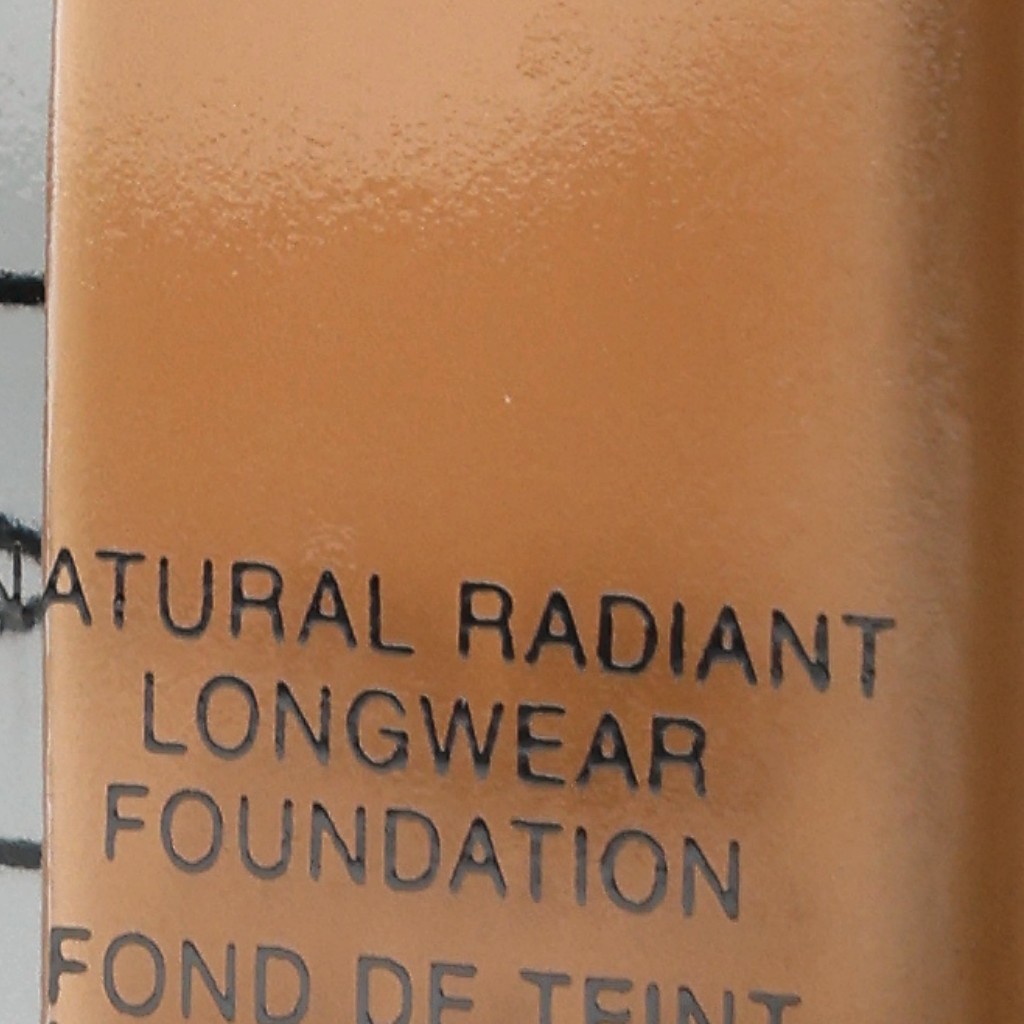 NATURAL RADIANT
LONGWEAR
FOUNDATION
FOND DE TEINT